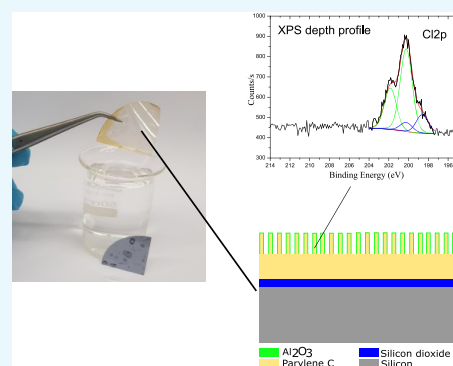 XPS depth profile Cl2p
Counts/s
1000
900
800
700
600
500
400
300
214 212 210 208 206 204 202 200 198 196
Binding Energy (eV)
Al2O3 Silicon dioxide
Parylene C Silicon